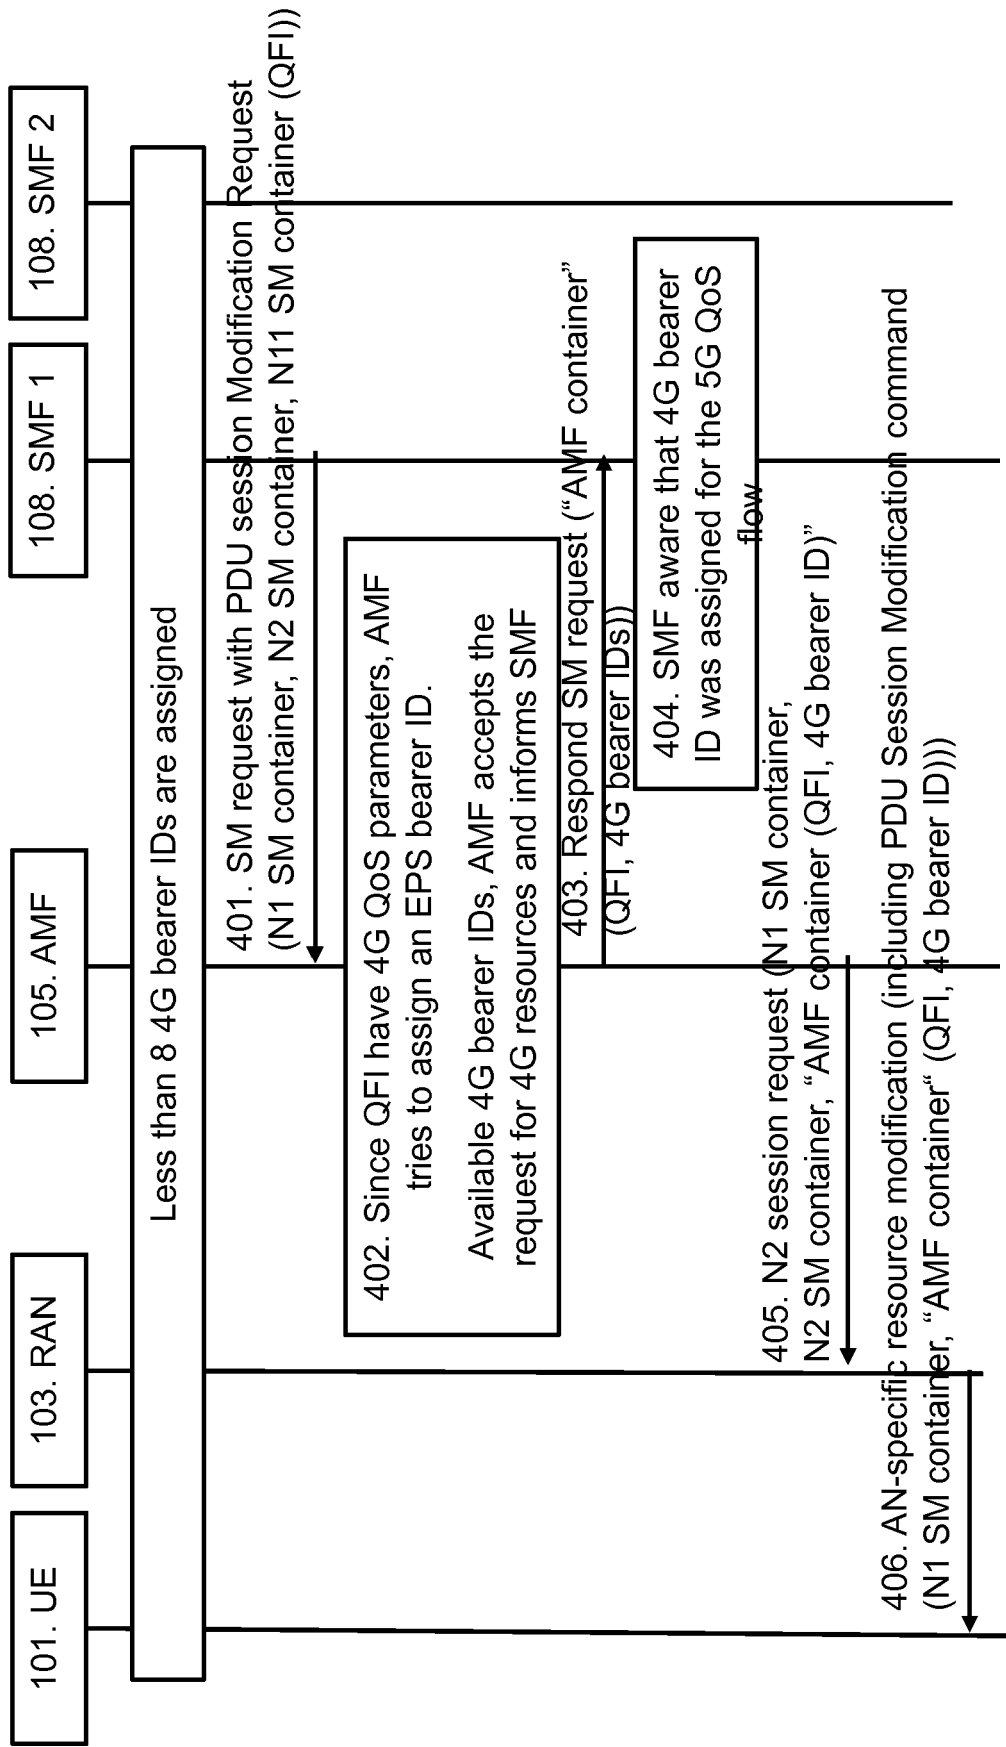 101. UE
103. RAN
105. AMF
108. SMF 1
108. SMF 2
Less than 8 4G bearer IDs are assigned
401. SM request with PDU session Modification Request
(N1 SM container, N2 SM container, N11 SM container (QFI))
402. Since QFI have 4G QoS parameters, AMF
tries to assign an EPS bearer ID.
Available 4G bearer IDs, AMF accepts the
request for 4G resources and informs SMF
403. Respond SM request (“AMF container”
(QFI, 4G bearer IDs))
404. SMF aware that 4G bearer
ID was assigned for the 5G QoS
flow
405. N2 session request (N1 SM container,
N2 SM container, “AMF container (QFI, 4G bearer ID)”
406. AN-specific resource modification (including PDU Session Modification command
(N1 SM container, “AMF container“ (QFI, 4G bearer ID)))